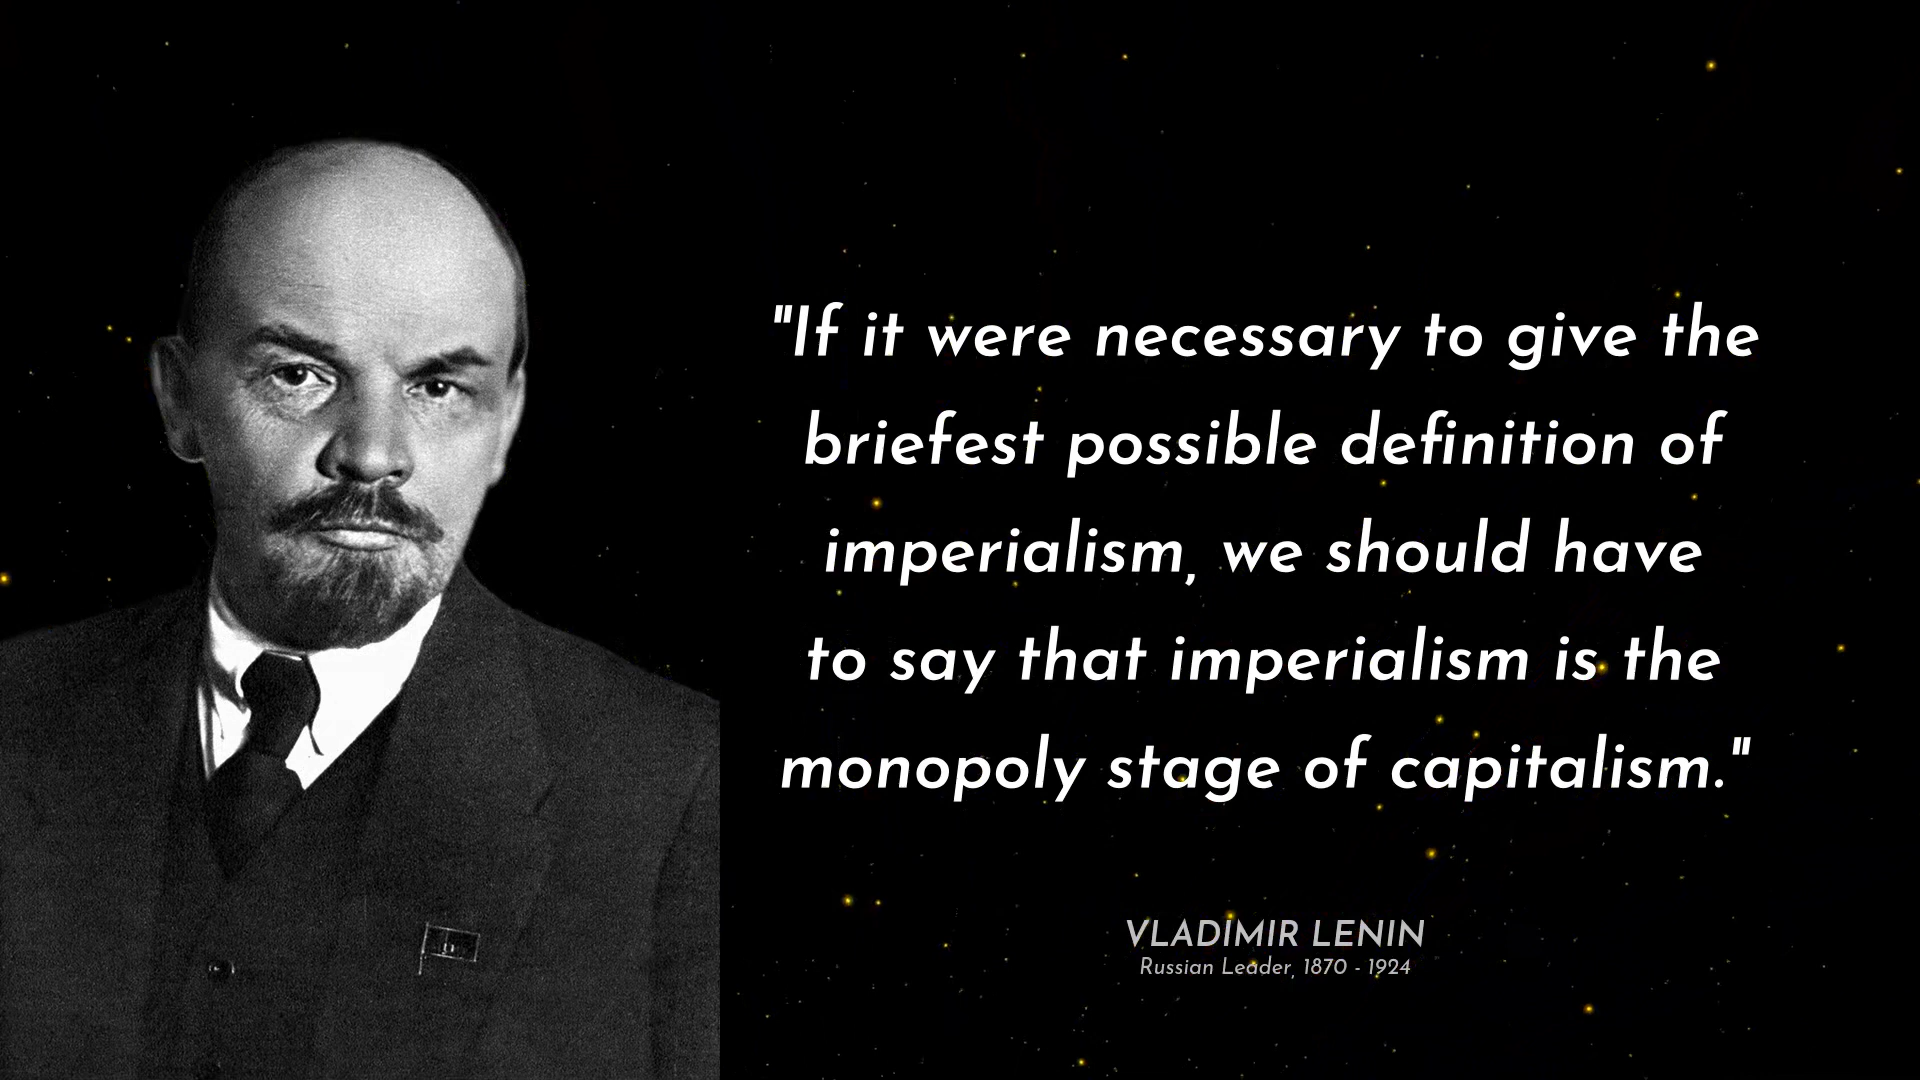 "If it were necessary to give the
briefest possible definition of
imperialism, we should have
to say that imperialism is the
monopoly stage of capitalism."
VLADIMIR LENIN
Russian Leader, 1870 - 1924